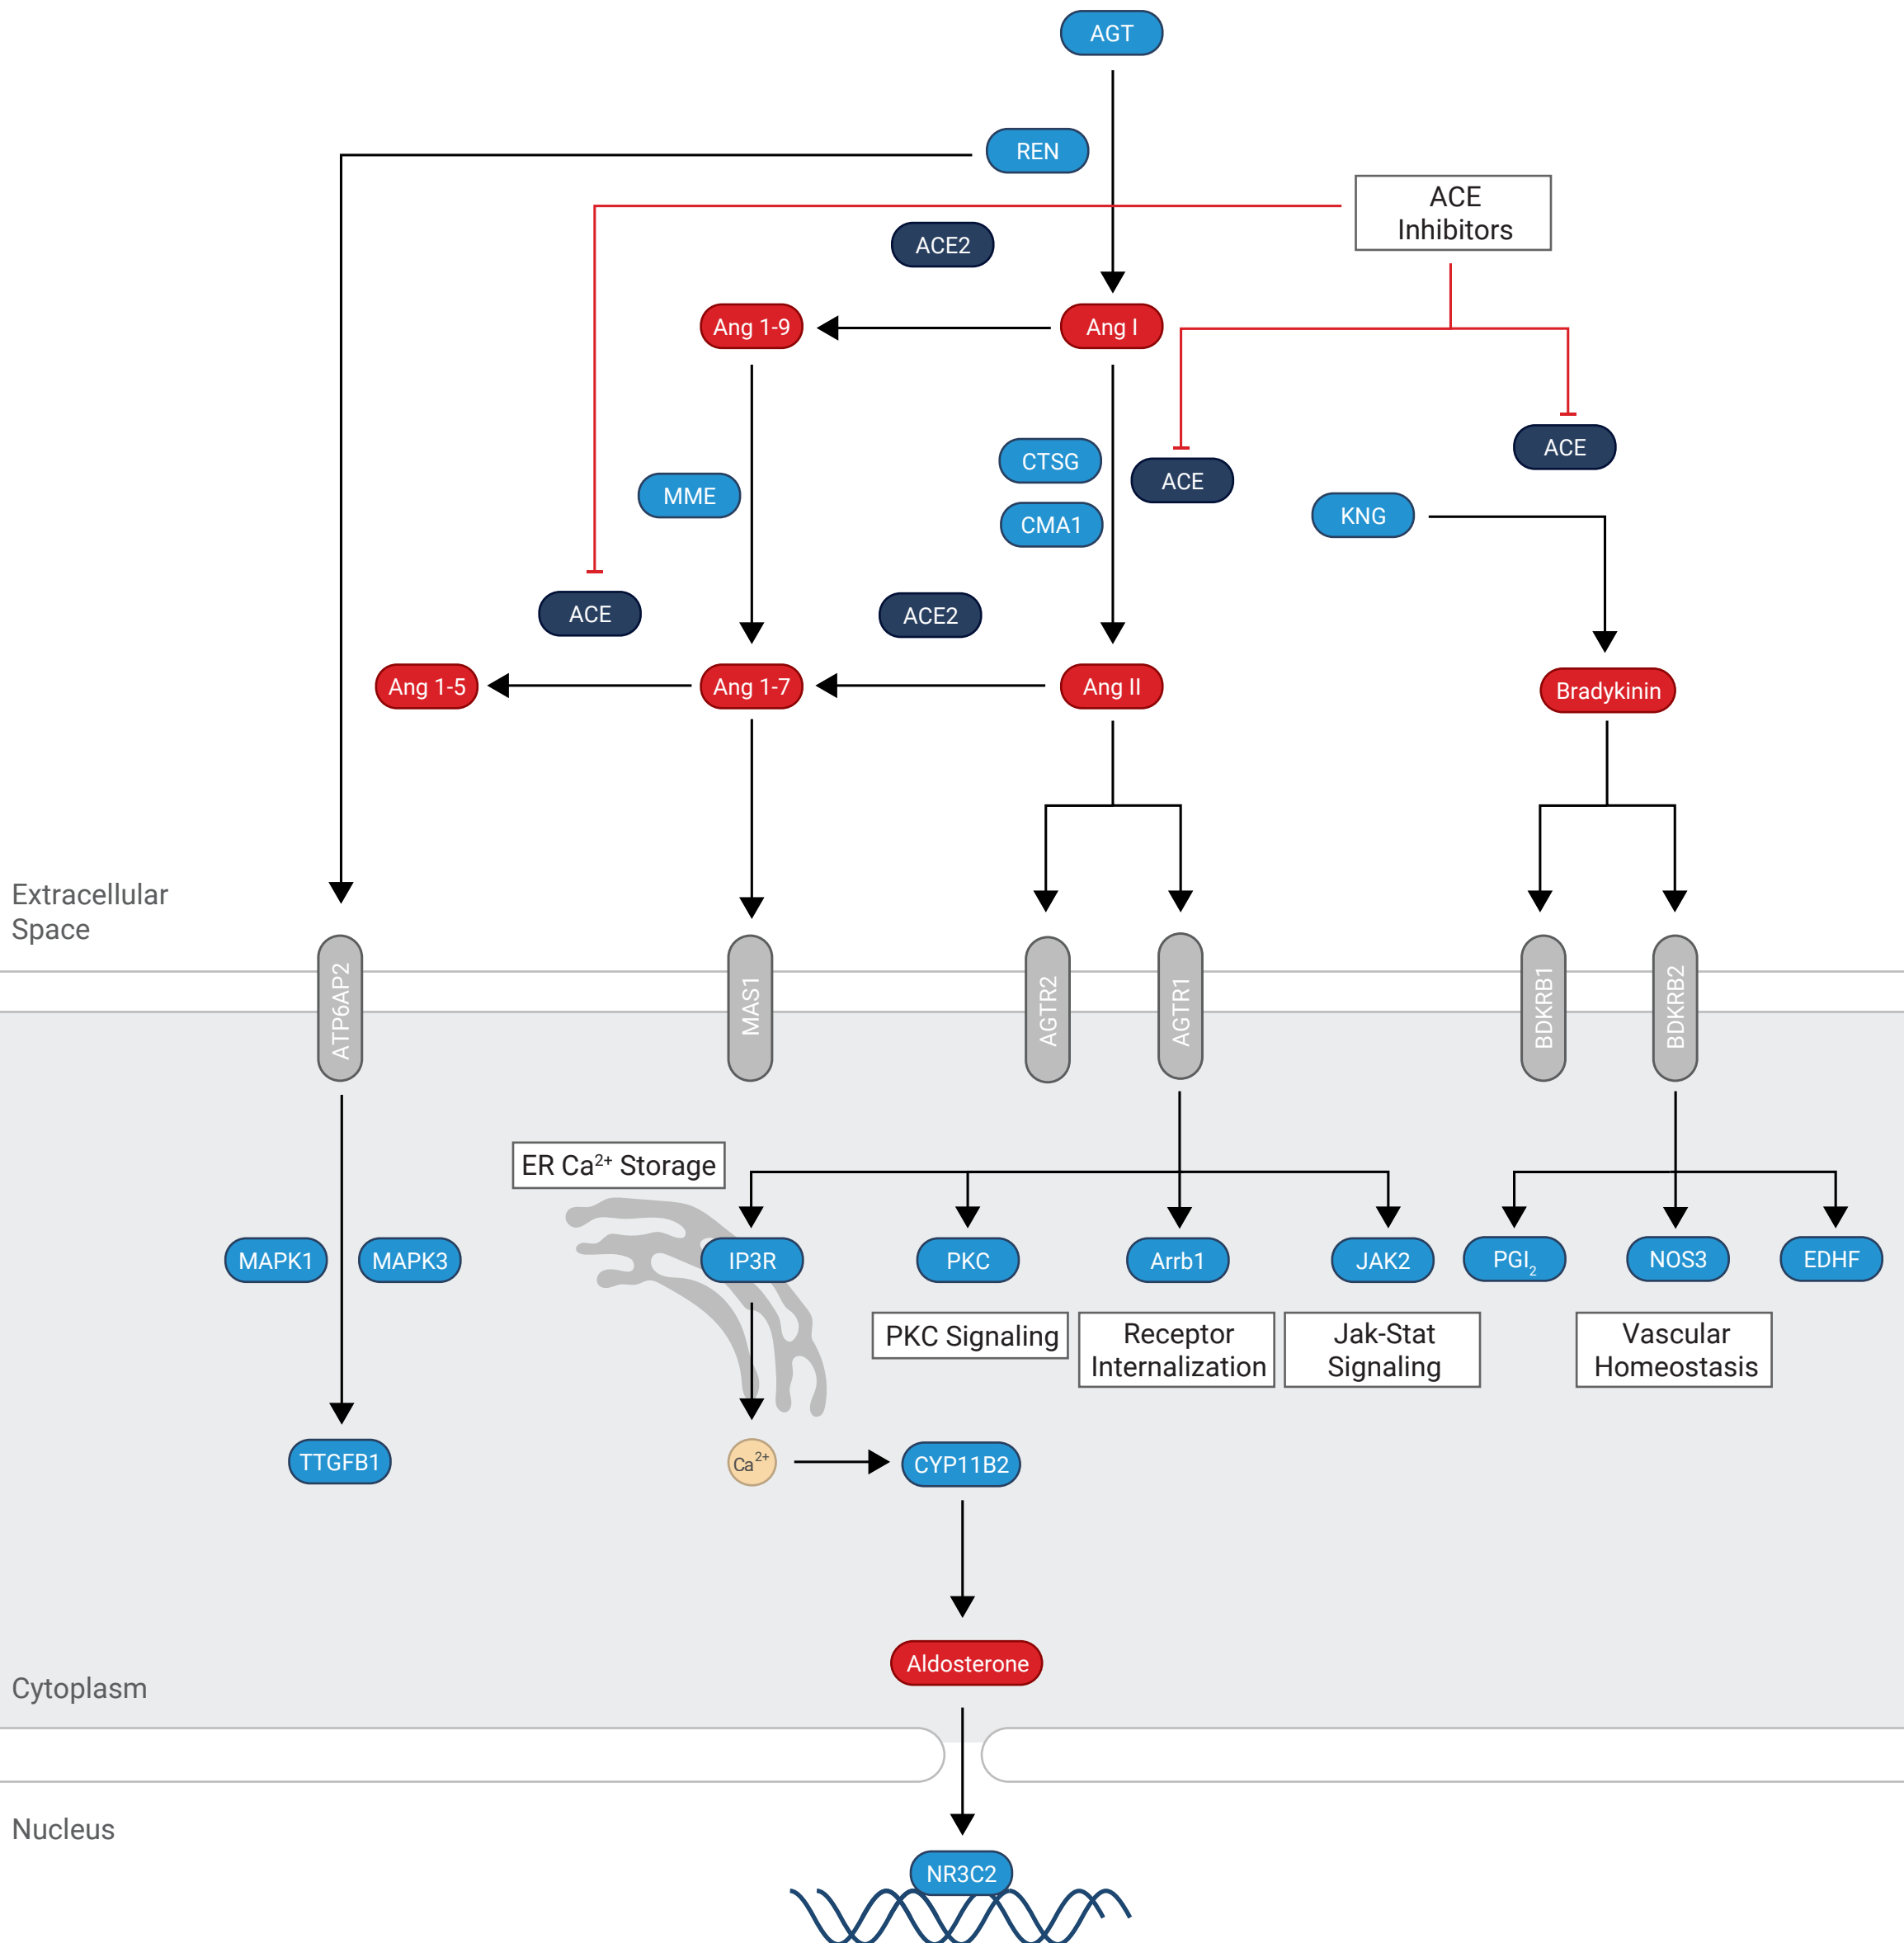 AGT
REN
ACE
Inhibitors
ACE2
Ang 1-9
Ang I
CTSG
ACE
ACE
MME
CMA1
KNG
ACE
ACE2
Ang 1-5
Ang 1-7
Ang II
Bradykinin
Extracellular
Space
ATP6AP2
MAS1
AGTR2
AGTR1
BDKRB1
BDKRB2
ER Ca²⁺ Storage
MAPK1
MAPK3
IP3R
PKC
Arrb1
JAK2
PGI₂
NOS3
EDHF
PKC Signaling
Receptor
Internalization
Jak-Stat
Signaling
Vascular
Homeostasis
TTGFB1
Ca²⁺
CYP11B2
Aldosterone
Cytoplasm
Nucleus
NR3C2